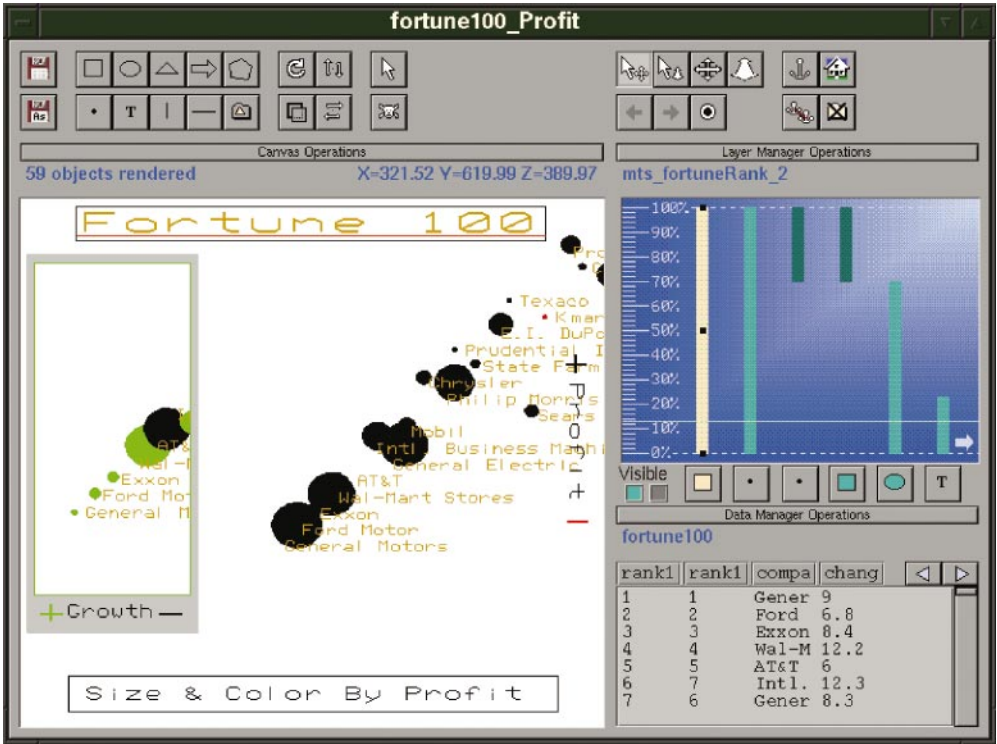 fortune100_Profit
As
T
Canvas Operations
Layer Manager Operations
59 objects rendered
X=321.52 Y=619.99 Z=389.97
mts_fortuneRank_2
Fortune 100
Texaco
Kmar
E.I. DuPo
Prudential I
State Farm
Chrysler
Philip Morris
Sears
Mobil
Intl Business Machi
General Electric
AT&T
Wal-Mart Stores
Exxon
Ford Motor
General Motors
+ Profit —
AT&
Wal-M
Exxon
Ford Mot
General M
+Growth—
Size & Color By Profit
100%
90%
80%
70%
60%
50%
40%
30%
20%
10%
0%
Visible
T
Data Manager Operations
fortune100
rank1 rank1 compa chang
1 1 Gener 9
2 2 Ford 6.8
3 3 Exxon 8.4
4 4 Wal-M 12.2
5 5 AT&T 6
6 7 Intl. 12.3
7 6 Gener 8.3